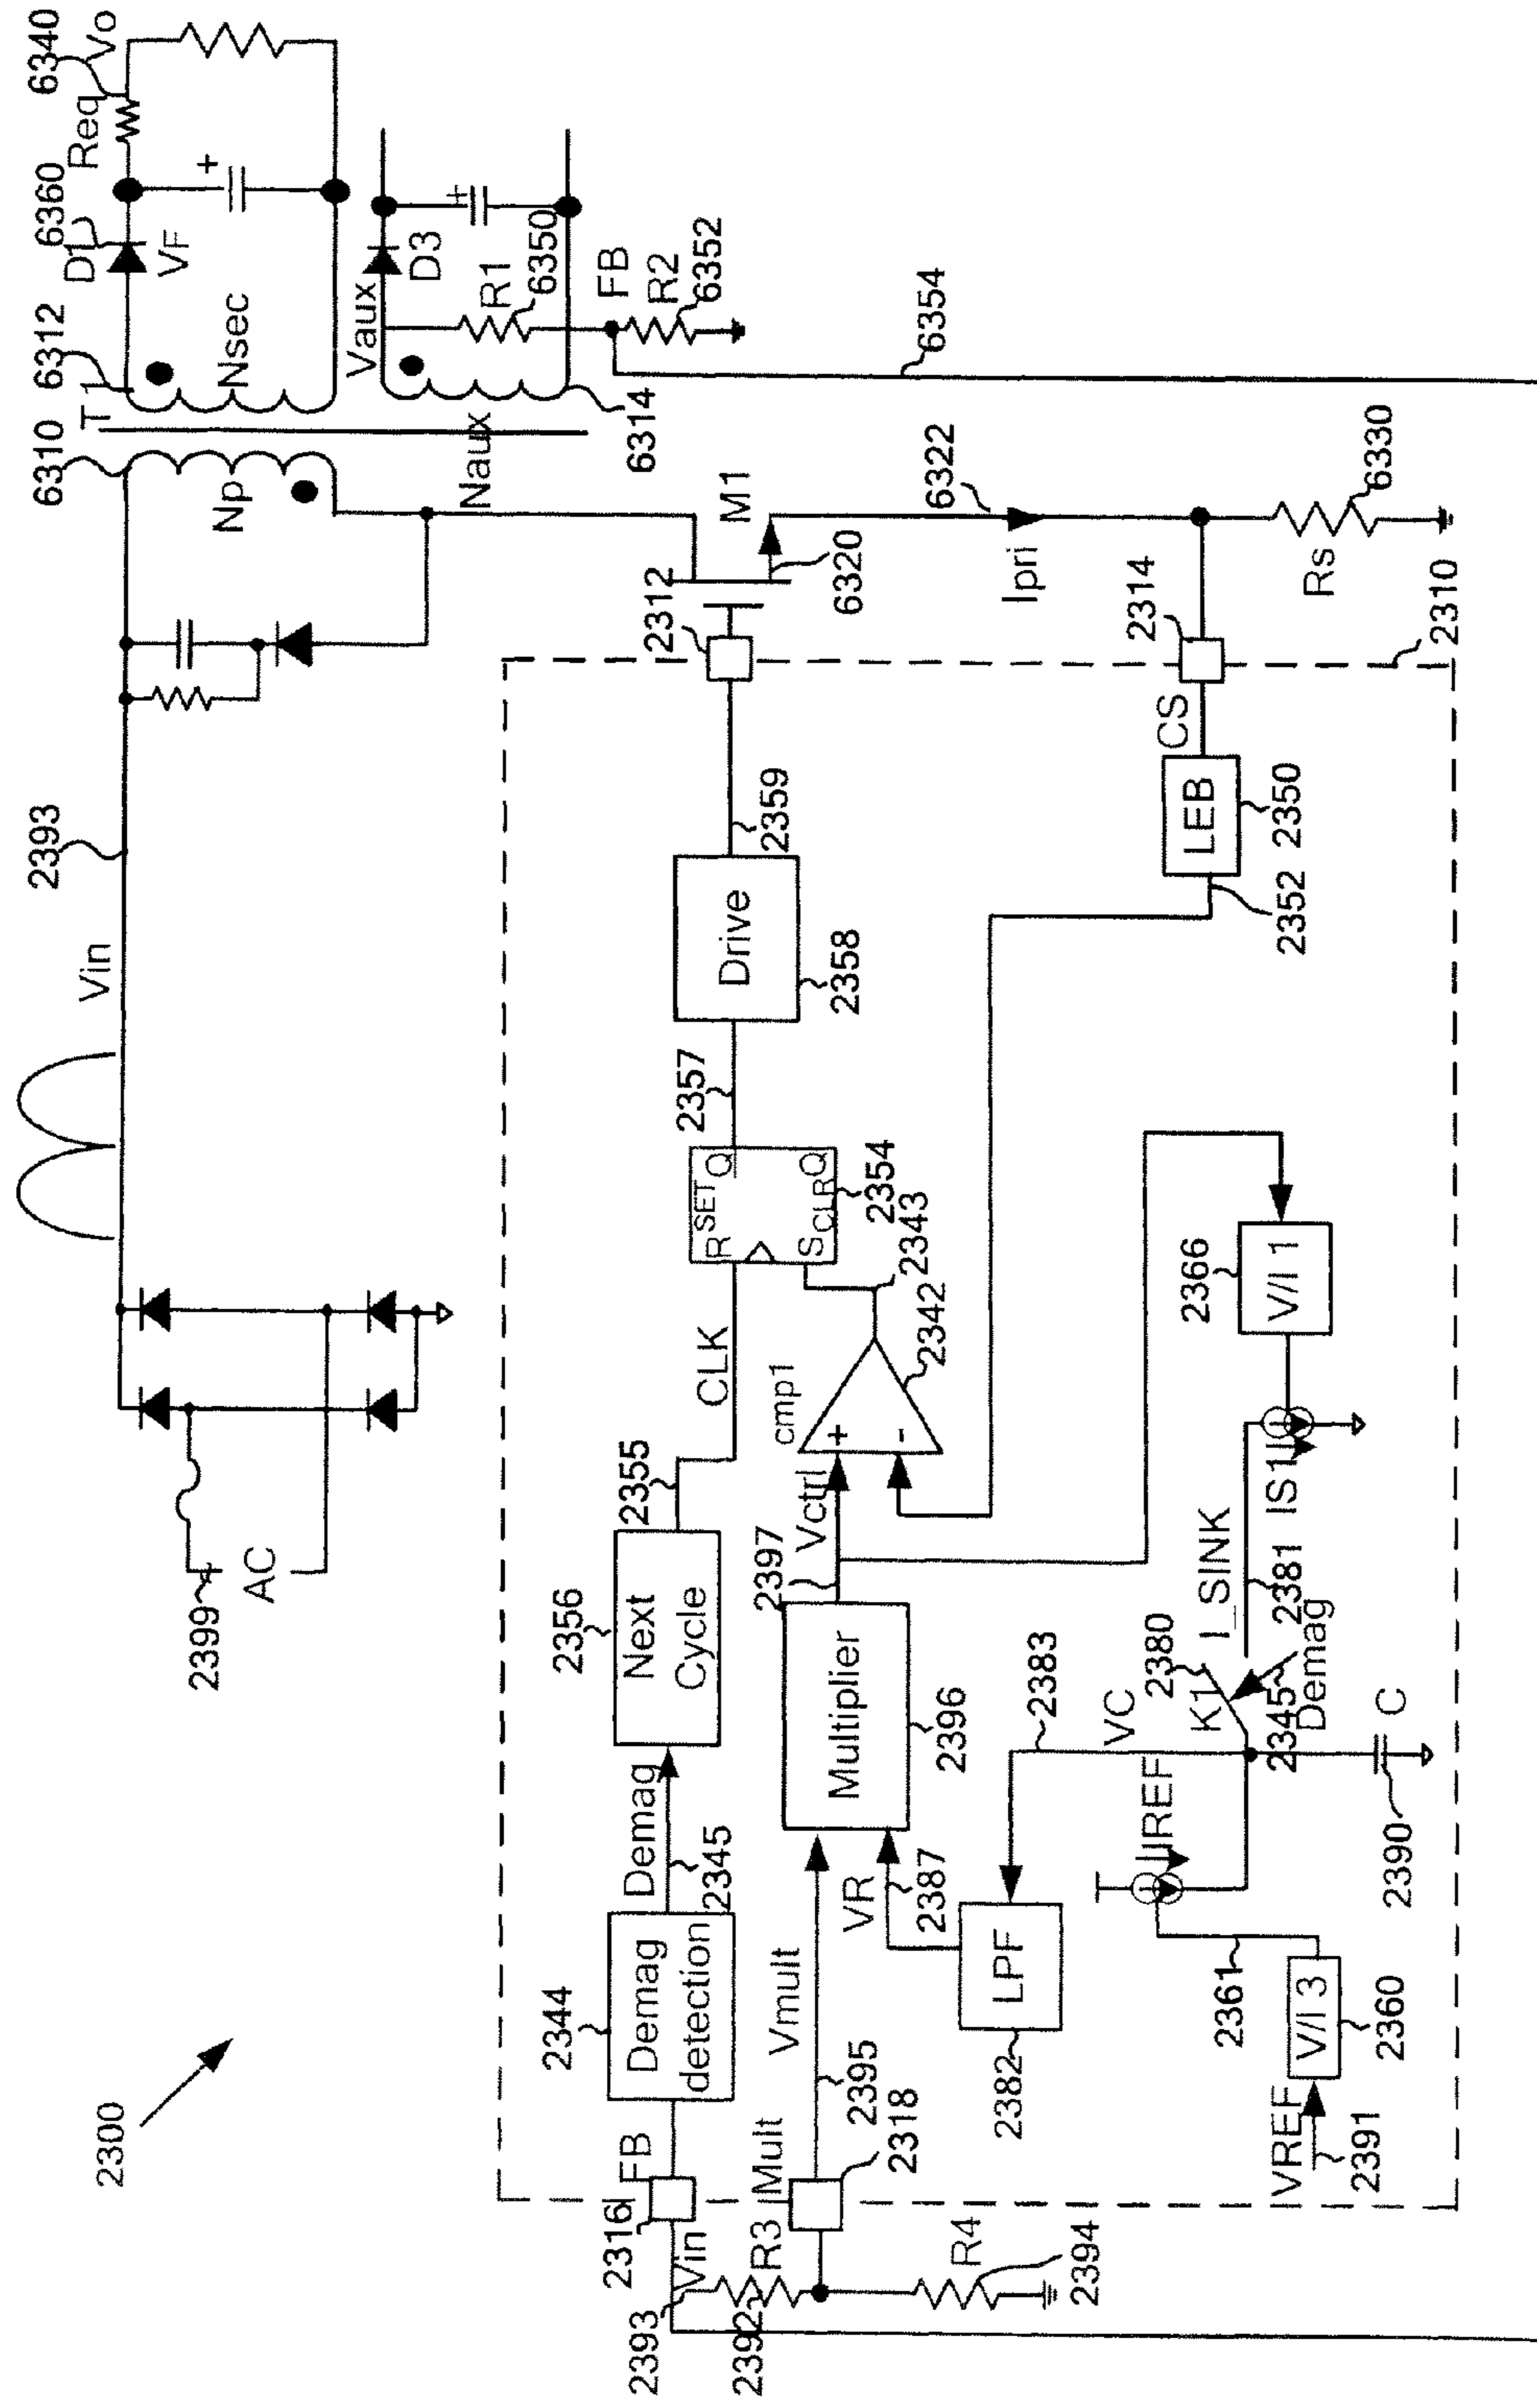 2300
2399
AC
Vin
2393
6310
T1
6312
D1
6360
Req
6340
Vo
VF
Np
Nsec
Vaux
D3
R1
6350
FB
R2
6352
Naux
6314
6354
M1
6320
6322
Ipri
Rs
6330
2312
2314
2310
2316
FB
2344
Demag
detection
Demag
2345
2356
Next
Cycle
2355
CLK
R SET Q
S CLR Q
2354
2357
Drive
2358
2359
2393
Vin
2392
R3
R4
2394
Mult
2318
2395
Vmult
Multiplier
2396
2397
Vctrl
cmp1
+
-
2342
2343
CS
LEB
2350
2352
VR
2387
LPF
2382
2383
VC
VREF
2391
V/I 3
2360
2361
IREF
2390
C
K1
2380
2345
Demag
I_SINK
2381
IS1
2366
V/I 1
+
+